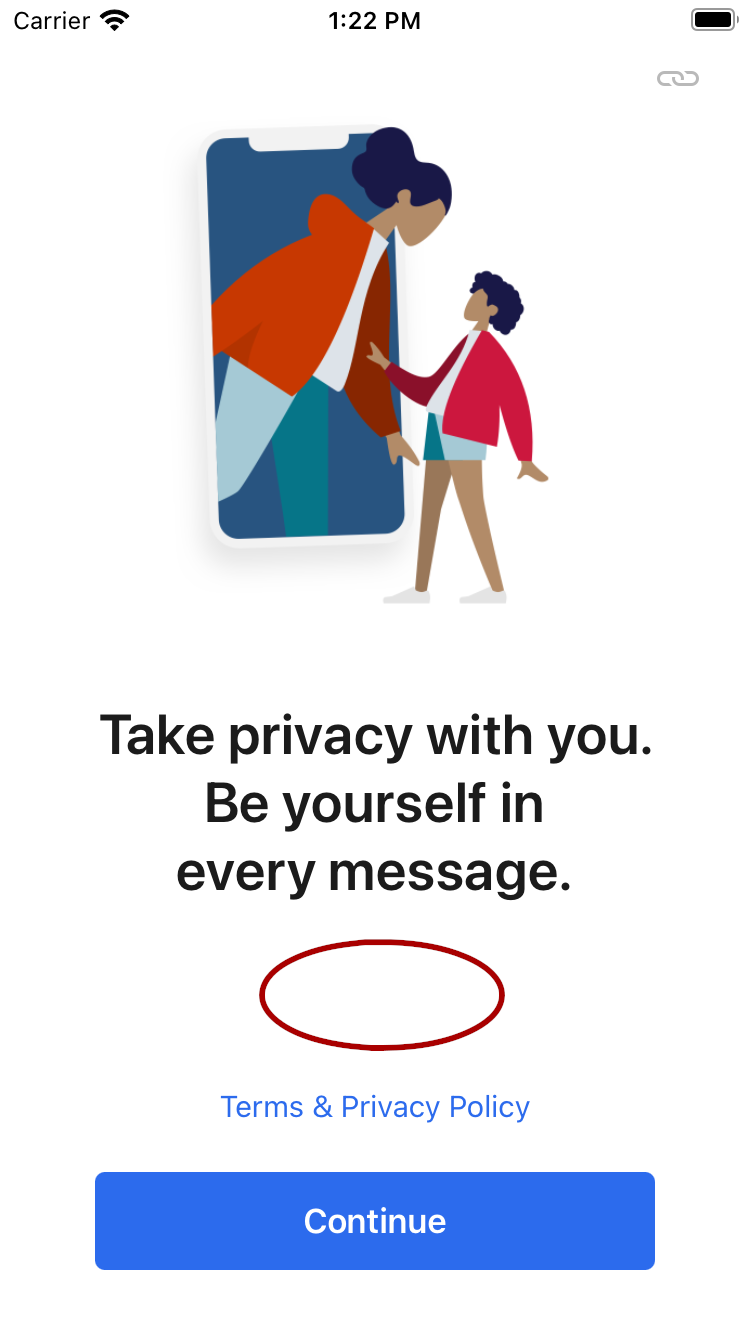 Carrier 1:22 PM
Take privacy with you.
Be yourself in
every message.
Terms & Privacy Policy
Continue